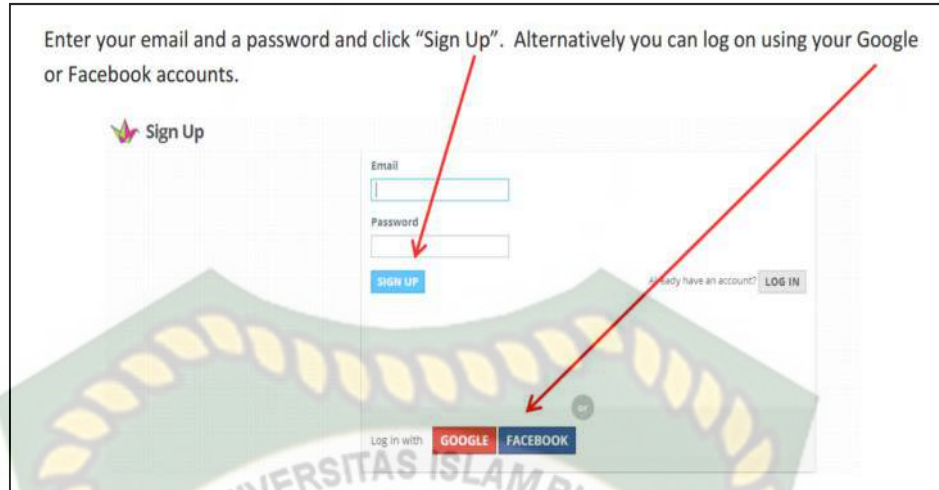 Enter your email and a password and click “Sign Up”. Alternatively you can log on using your Google
or Facebook accounts.
Sign Up
Email
Password
SIGN UP
Already have an account? LOG IN
or
Log in with GOOGLE FACEBOOK
UNIVERSITAS ISLAM